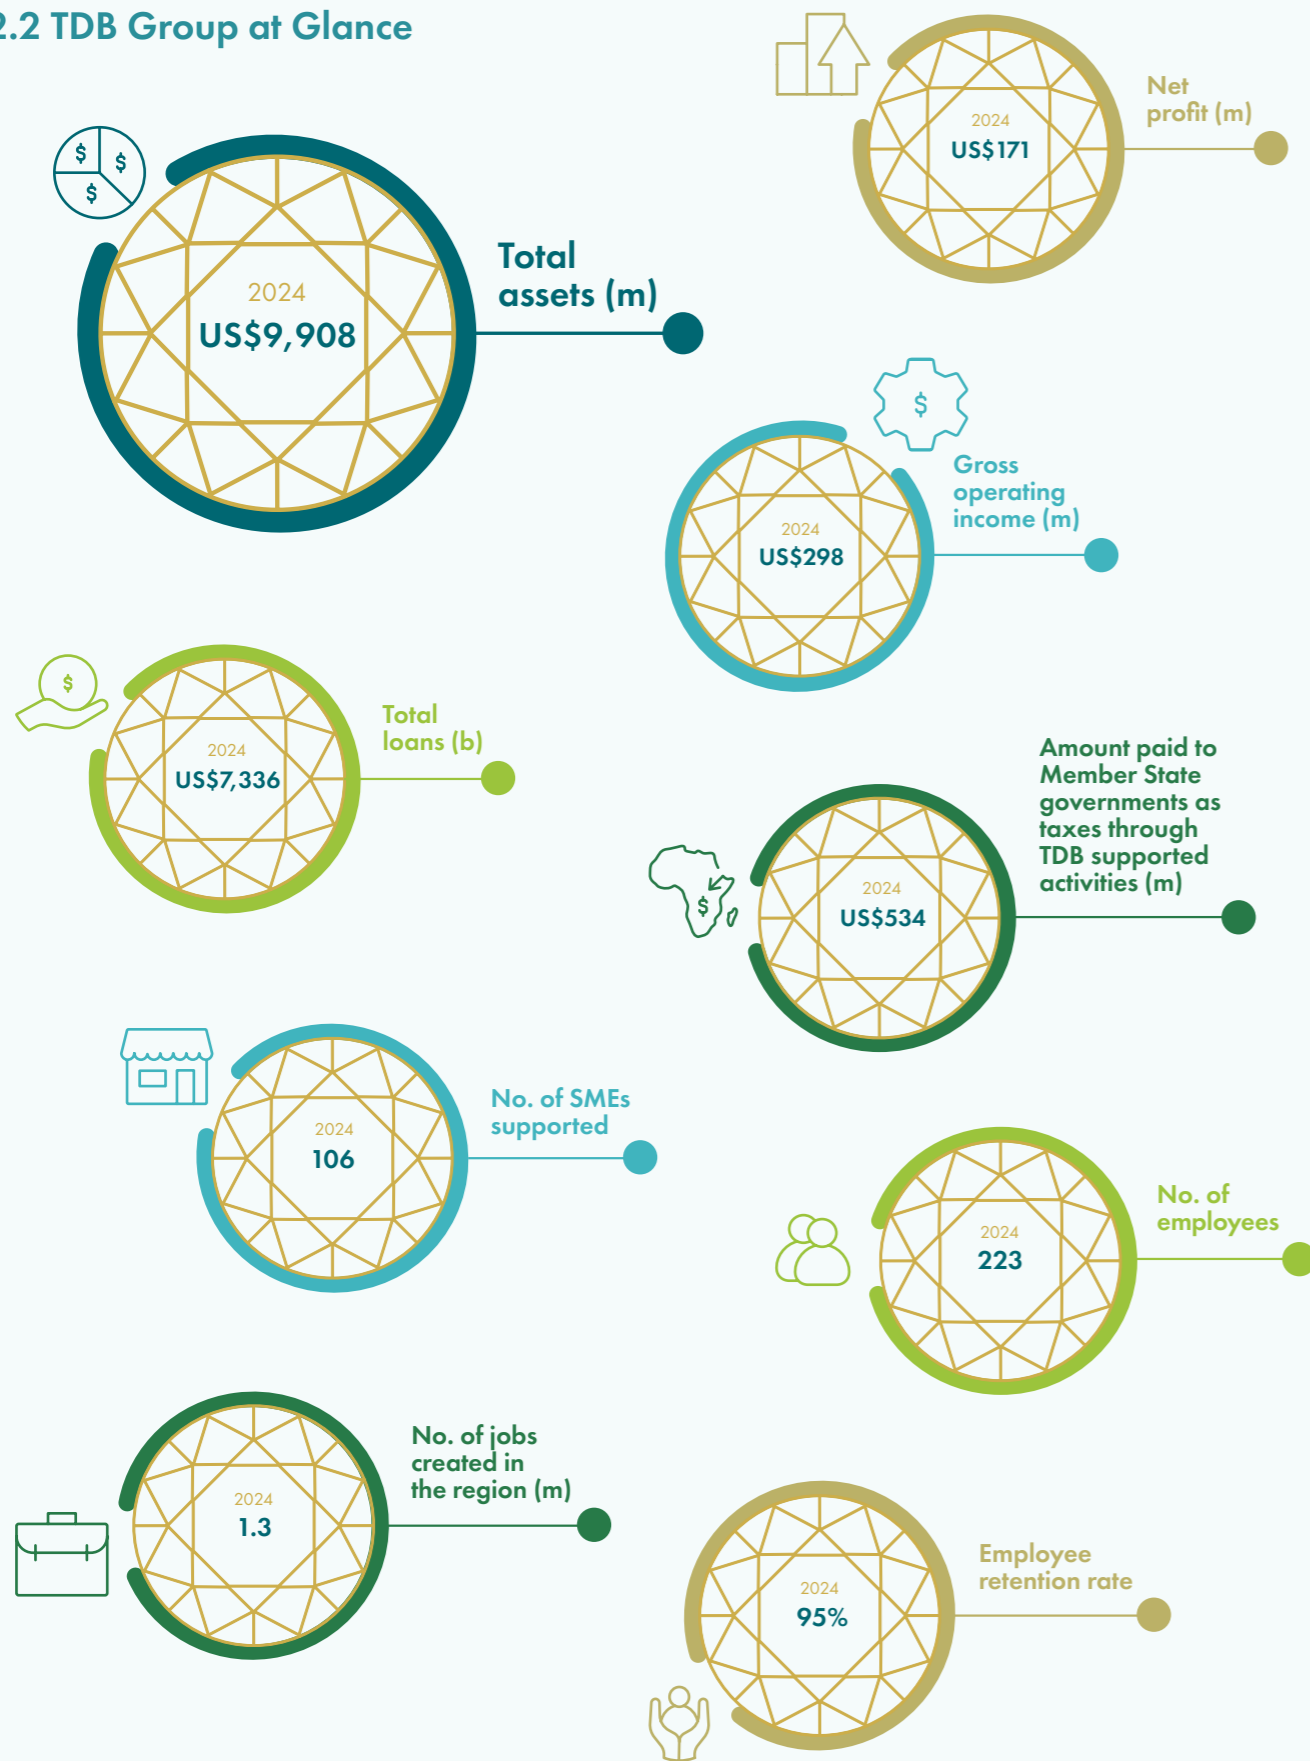 2.2 TDB Group at Glance
2024
US$171
Net
profit (m)
$
$
$
2024
US$9,908
Total
assets (m)
$
2024
US$298
Gross
operating
income (m)
$
2024
US$7,336
Total
loans (b)
$
2024
US$534
Amount paid to
Member State
governments as
taxes through
TDB supported
activities (m)
2024
106
No. of SMEs
supported
2024
223
No. of
employees
2024
1.3
No. of jobs
created in
the region (m)
2024
95%
Employee
retention rate